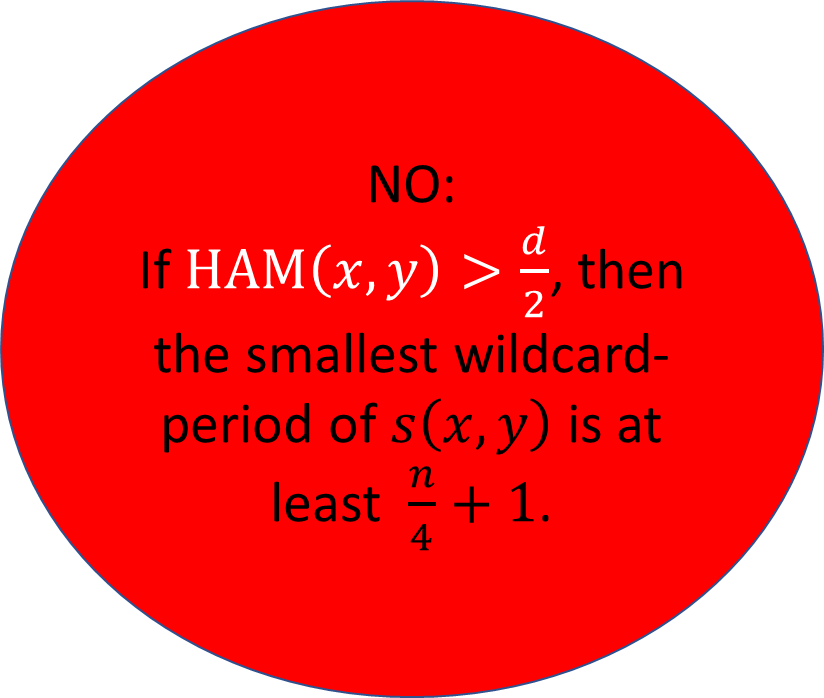 NO:
If HAM(x, y) > d/2, then
the smallest wildcard-
period of s(x, y) is at
least n/4 + 1.